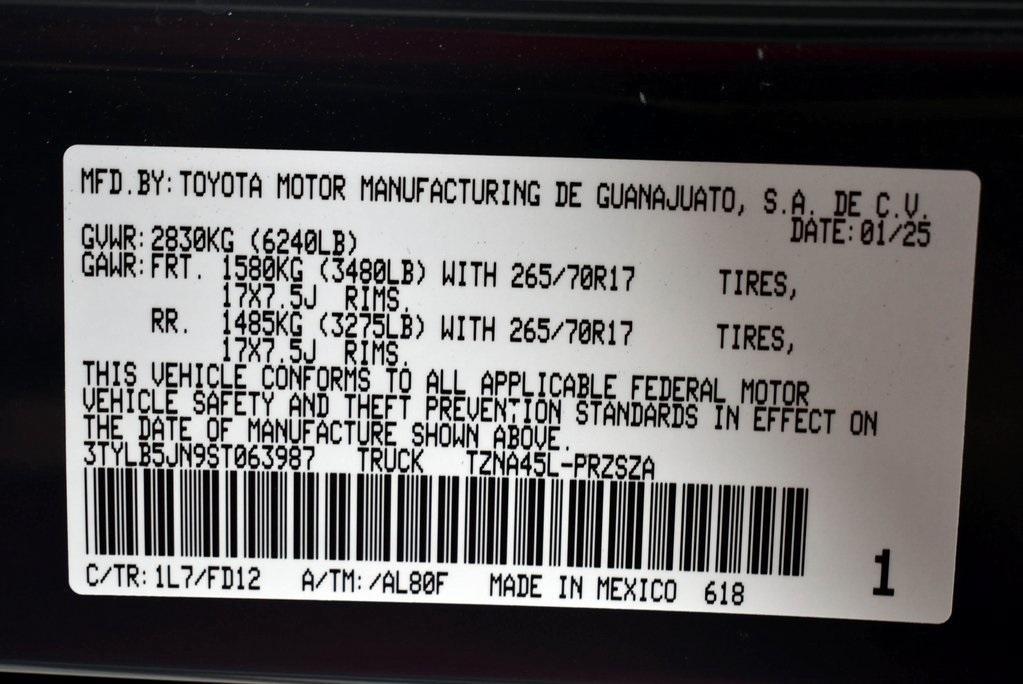 MFD.BY: TOYOTA MOTOR MANUFACTURING DE GUANAJUATO, S.A. DE C.V.
DATE: 01/25
GVWR: 2830KG (6240LB)
GAWR: FRT. 1580KG (3480LB) WITH 265/70R17 TIRES,
17X7.5J RIMS,
RR. 1485KG (3275LB) WITH 265/70R17 TIRES,
17X7.5J RIMS,
THIS VEHICLE CONFORMS TO ALL APPLICABLE FEDERAL MOTOR
VEHICLE SAFETY AND THEFT PREVENTION STANDARDS IN EFFECT ON
THE DATE OF MANUFACTURE SHOWN ABOVE.
3TYLB5JN9ST063987 TRUCK TZNA45L-PRZSZA
C/TR: 1L7/FD12 A/TM: /AL80F MADE IN MEXICO 618
1